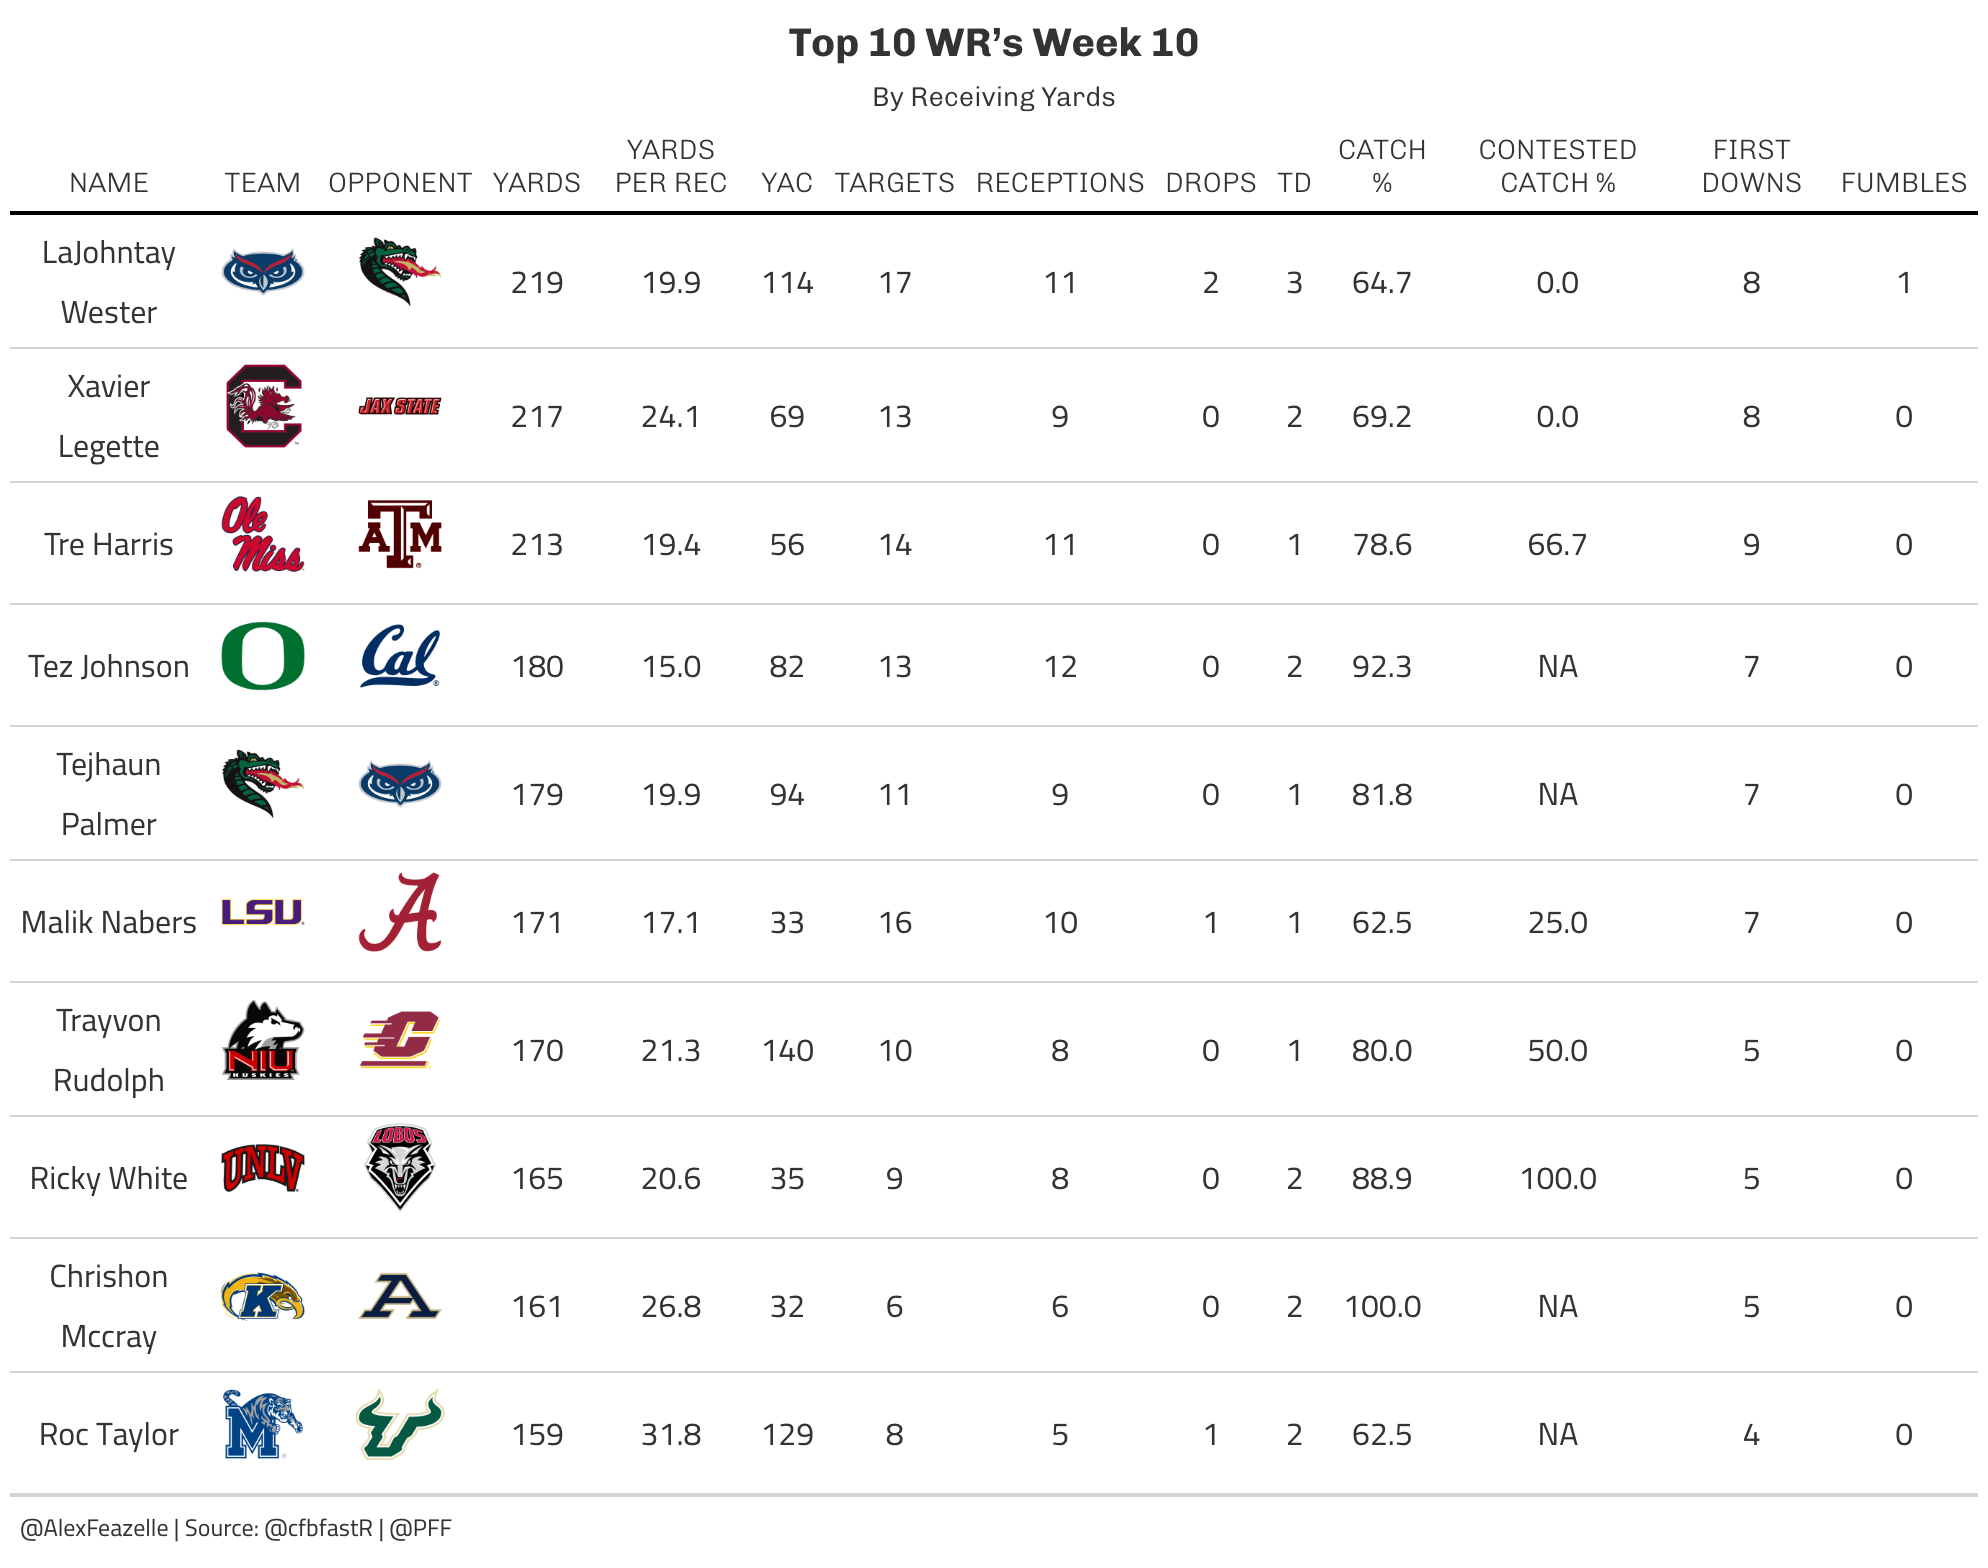 Top 10 WR’s Week 10
By Receiving Yards
NAME TEAM OPPONENT YARDS YARDS PER REC YAC TARGETS RECEPTIONS DROPS TD CATCH % CONTESTED CATCH % FIRST DOWNS FUMBLES
LaJohntay Wester 219 19.9 114 17 11 2 3 64.7 0.0 8 1
Xavier Legette JAX STATE 217 24.1 69 13 9 0 2 69.2 0.0 8 0
Tre Harris Ole Miss ATM 213 19.4 56 14 11 0 1 78.6 66.7 9 0
Tez Johnson O Cal 180 15.0 82 13 12 0 2 92.3 NA 7 0
Tejhaun Palmer 179 19.9 94 11 9 0 1 81.8 NA 7 0
Malik Nabers LSU A 171 17.1 33 16 10 1 1 62.5 25.0 7 0
Trayvon Rudolph NIU HUSKIES C 170 21.3 140 10 8 0 1 80.0 50.0 5 0
Ricky White UNLV LOBOS 165 20.6 35 9 8 0 2 88.9 100.0 5 0
Chrishon Mccray K A 161 26.8 32 6 6 0 2 100.0 NA 5 0
Roc Taylor M 159 31.8 129 8 5 1 2 62.5 NA 4 0
@AlexFeazelle | Source: @cfbfastR | @PFF